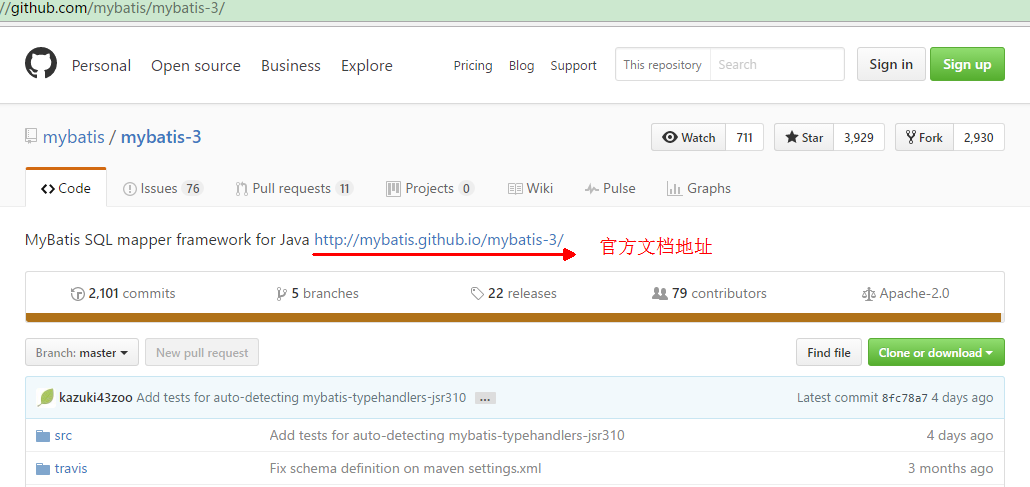 //github.com/mybatis/mybatis-3/
Personal Open source Business Explore Pricing Blog Support This repository Search Sign in Sign up
mybatis / mybatis-3 Watch 711 Star 3,929 Fork 2,930
Code Issues 76 Pull requests 11 Projects 0 Wiki Pulse Graphs
MyBatis SQL mapper framework for Java http://mybatis.github.io/mybatis-3/ 官方文档地址
2,101 commits 5 branches 22 releases 79 contributors Apache-2.0
Branch: master New pull request Find file Clone or download
kazuki43zoo Add tests for auto-detecting mybatis-typehandlers-jsr310 ... Latest commit 8fc78a7 4 days ago
src Add tests for auto-detecting mybatis-typehandlers-jsr310 4 days ago
travis Fix schema definition on maven settings.xml 3 months ago